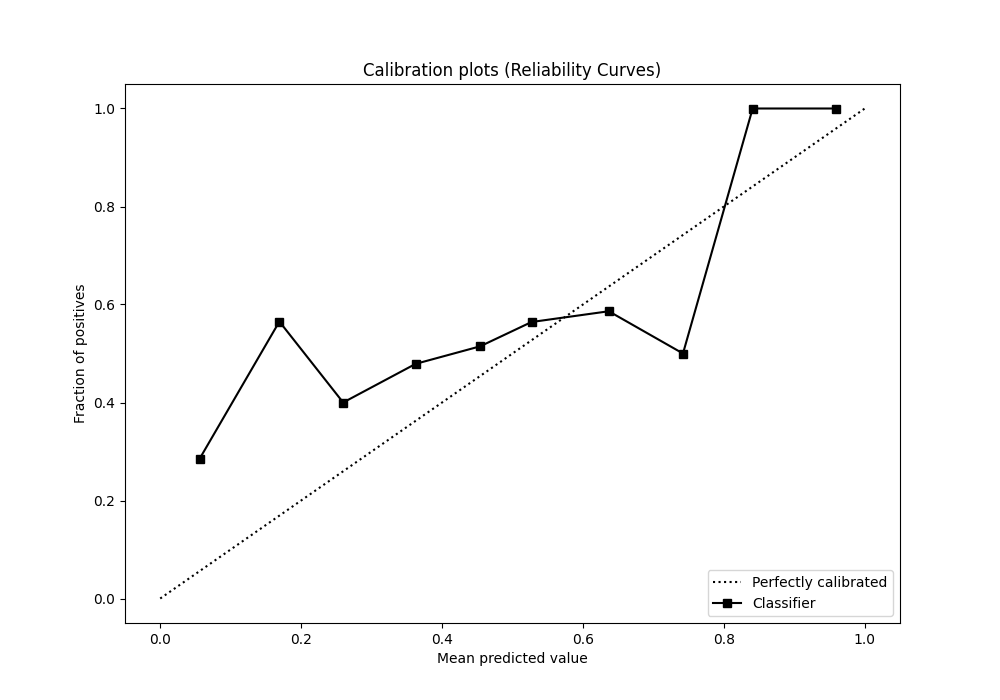 Calibration plots (Reliability Curves)
1.0
0.8
0.6
0.4
0.2
0.0
Fraction of positives
0.0 0.2 0.4 0.6 0.8 1.0
Mean predicted value
Perfectly calibrated
Classifier